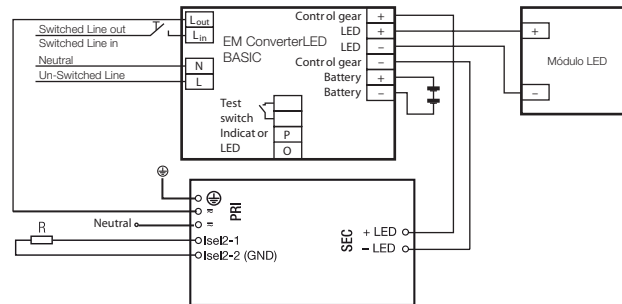 Switched Line out
Switched Line in
Neutral
Un-Switched Line
Lout
Lin
N
L
EM ConverterLED
BASIC
Test
switch
Indicat or
LED
P
O
Control gear +
LED +
LED −
Control gear −
Battery +
Battery −
+
−
Módulo LED
Neutral
R
PRI
Isel2-1
Isel2-2 (GND)
SEC
+ LED
− LED